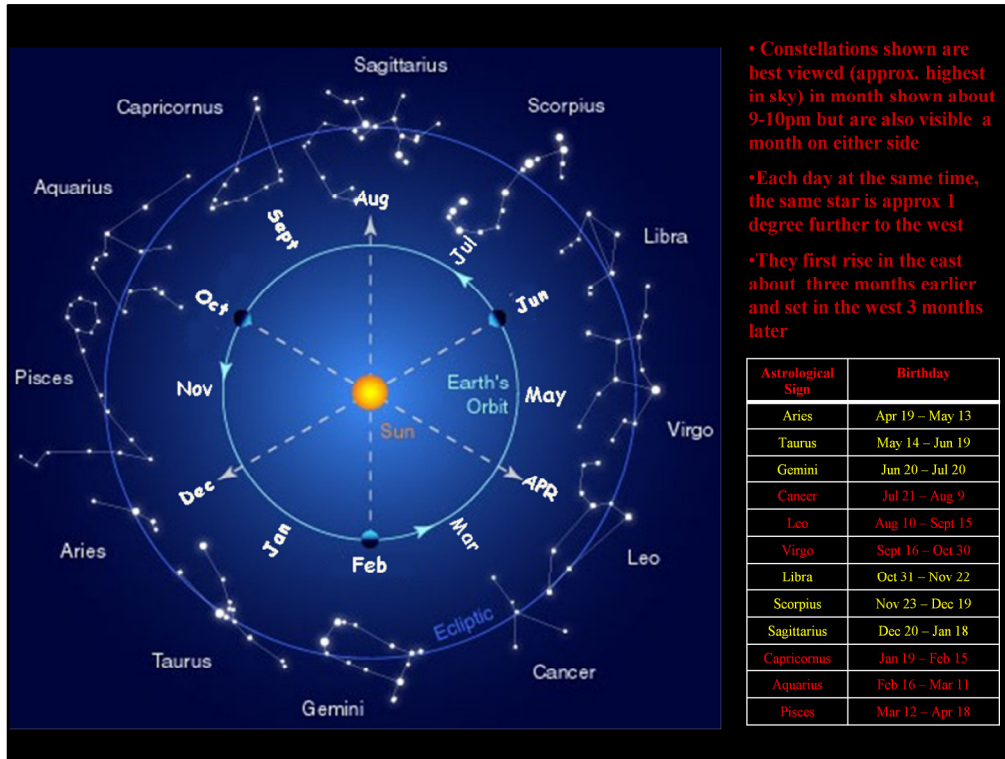 Sagittarius
Capricornus
Scorpius
Aquarius
Aug
Sept
Jul
Libra
Oct
Jun
Pisces
Nov
Earth's
Orbit
May
Sun
Virgo
Dec
APR
Jan
Mar
Aries
Feb
Leo
Ecliptic
Taurus
Cancer
Gemini
• Constellations shown are
best viewed (approx. highest
in sky) in month shown about
9-10pm but are also visible a
month on either side
•Each day at the same time,
the same star is approx 1
degree further to the west
•They first rise in the east
about three months earlier
and set in the west 3 months
later
Astrological Sign Birthday
Aries Apr 19 – May 13
Taurus May 14 – Jun 19
Gemini Jun 20 – Jul 20
Cancer Jul 21 – Aug 9
Leo Aug 10 – Sept 15
Virgo Sept 16 – Oct 30
Libra Oct 31 – Nov 22
Scorpius Nov 23 – Dec 19
Sagittarius Dec 20 – Jan 18
Capricornus Jan 19 – Feb 15
Aquarius Feb 16 – Mar 11
Pisces Mar 12 – Apr 18